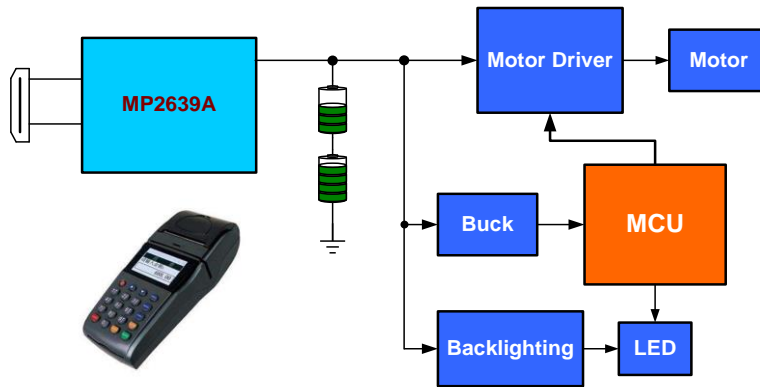 Motor Driver
Motor
MP2639A
Buck
MCU
Backlighting
LED